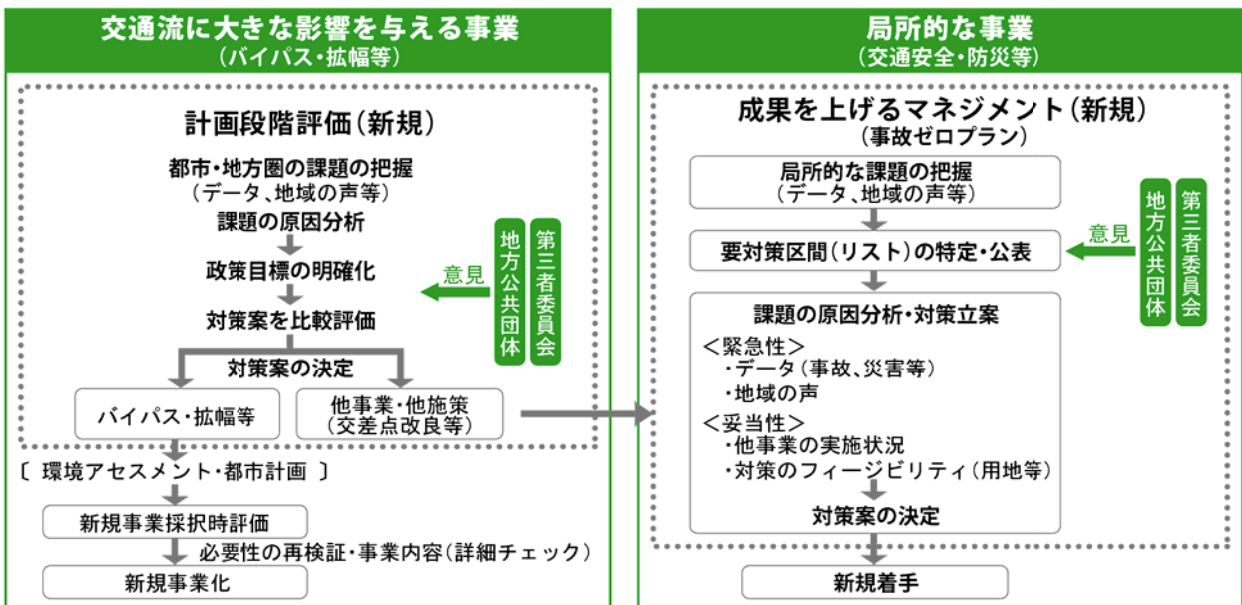 交通流に大きな影響を与える事業
(バイパス・拡幅等)
計画段階評価(新規)
都市・地方圏の課題の把握
(データ、地域の声等)
課題の原因分析
政策目標の明確化
対策案を比較評価
対策案の決定
意見
地方公共団体
第三者委員会
バイパス・拡幅等
他事業・他施策
(交差点改良等)
〔 環境アセスメント・都市計画 〕
新規事業採択時評価
必要性の再検証・事業内容(詳細チェック)
新規事業化
局所的な事業
(交通安全・防災等)
成果を上げるマネジメント(新規)
(事故ゼロプラン)
局所的な課題の把握
(データ、地域の声等)
要対策区間(リスト)の特定・公表
意見
地方公共団体
第三者委員会
課題の原因分析・対策立案
<緊急性>
・データ(事故、災害等)
・地域の声
<妥当性>
・他事業の実施状況
・対策のフィージビリティ(用地等)
対策案の決定
新規着手